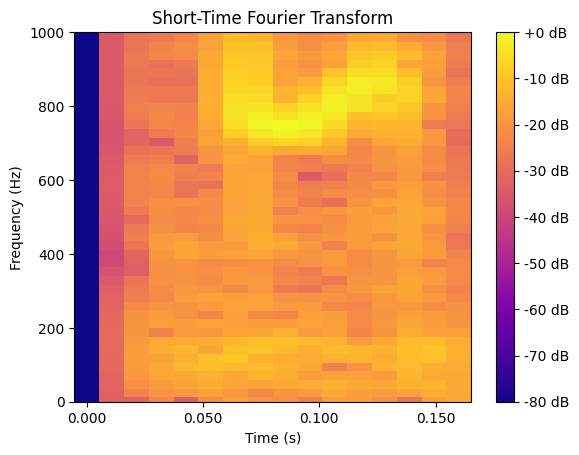 Short-Time Fourier Transform
Frequency (Hz)
1000
800
600
400
200
0
0.000
0.050
0.100
0.150
Time (s)
+0 dB
-10 dB
-20 dB
-30 dB
-40 dB
-50 dB
-60 dB
-70 dB
-80 dB